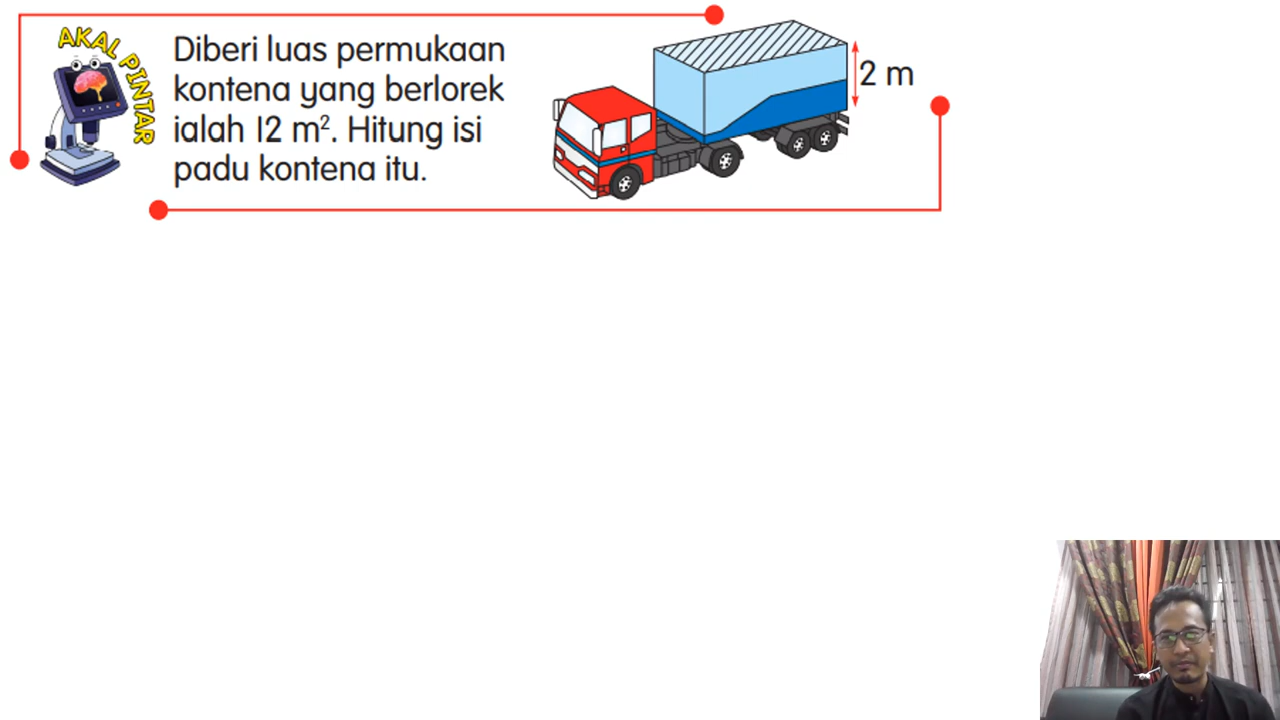 AKAL PINTAR
Diberi luas permukaan
kontena yang berlorek
ialah 12 m². Hitung isi
padu kontena itu.
2 m